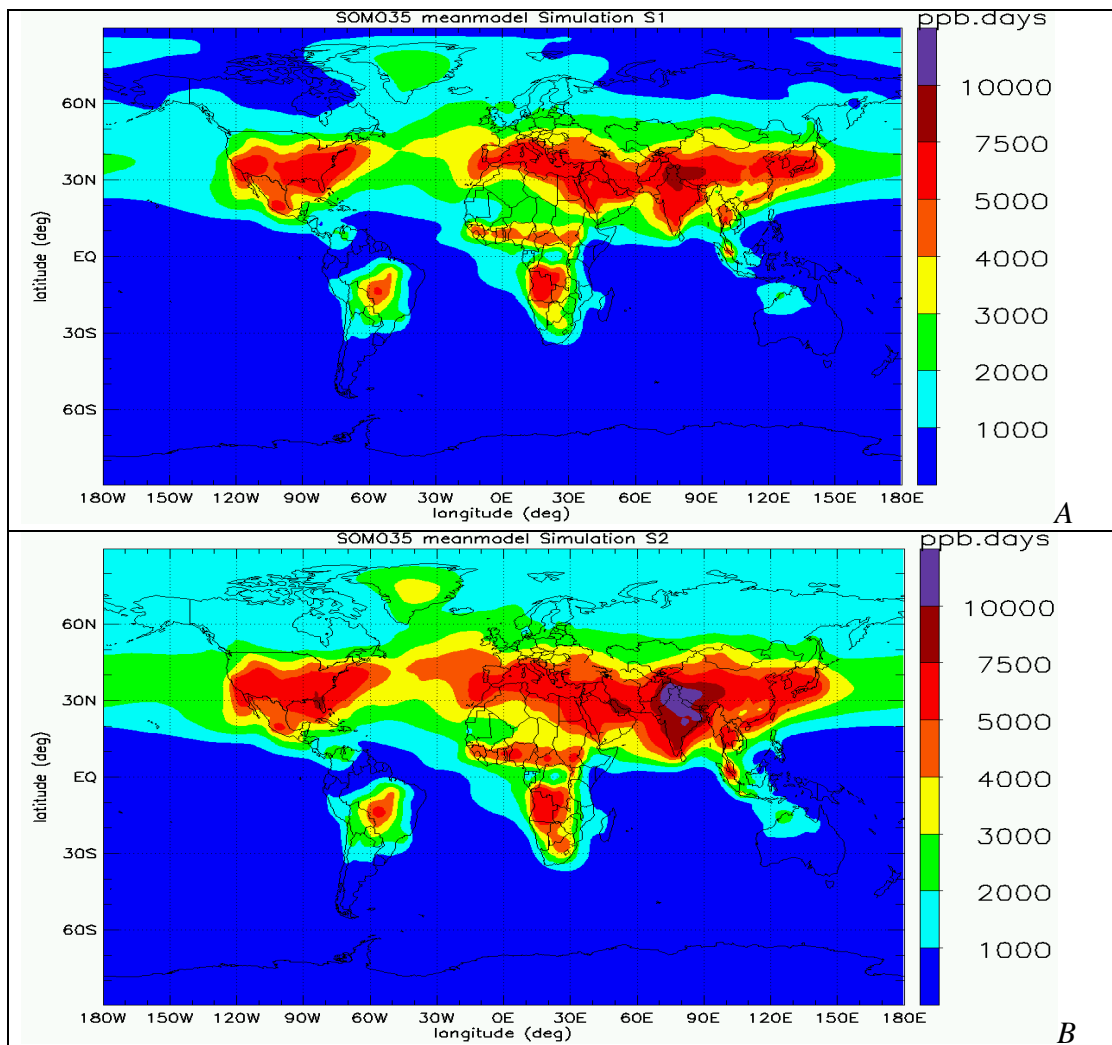 SOMO35 meanmodel Simulation S1
ppb.days
10000
7500
5000
4000
3000
2000
1000
60N
30N
EQ
30S
60S
latitude (deg)
180W 150W 120W 90W 60W 30W 0E 30E 60E 90E 120E 150E 180E
longitude (deg)
A
SOMO35 meanmodel Simulation S2
ppb.days
10000
7500
5000
4000
3000
2000
1000
60N
30N
EQ
30S
60S
latitude (deg)
180W 150W 120W 90W 60W 30W 0E 30E 60E 90E 120E 150E 180E
longitude (deg)
B